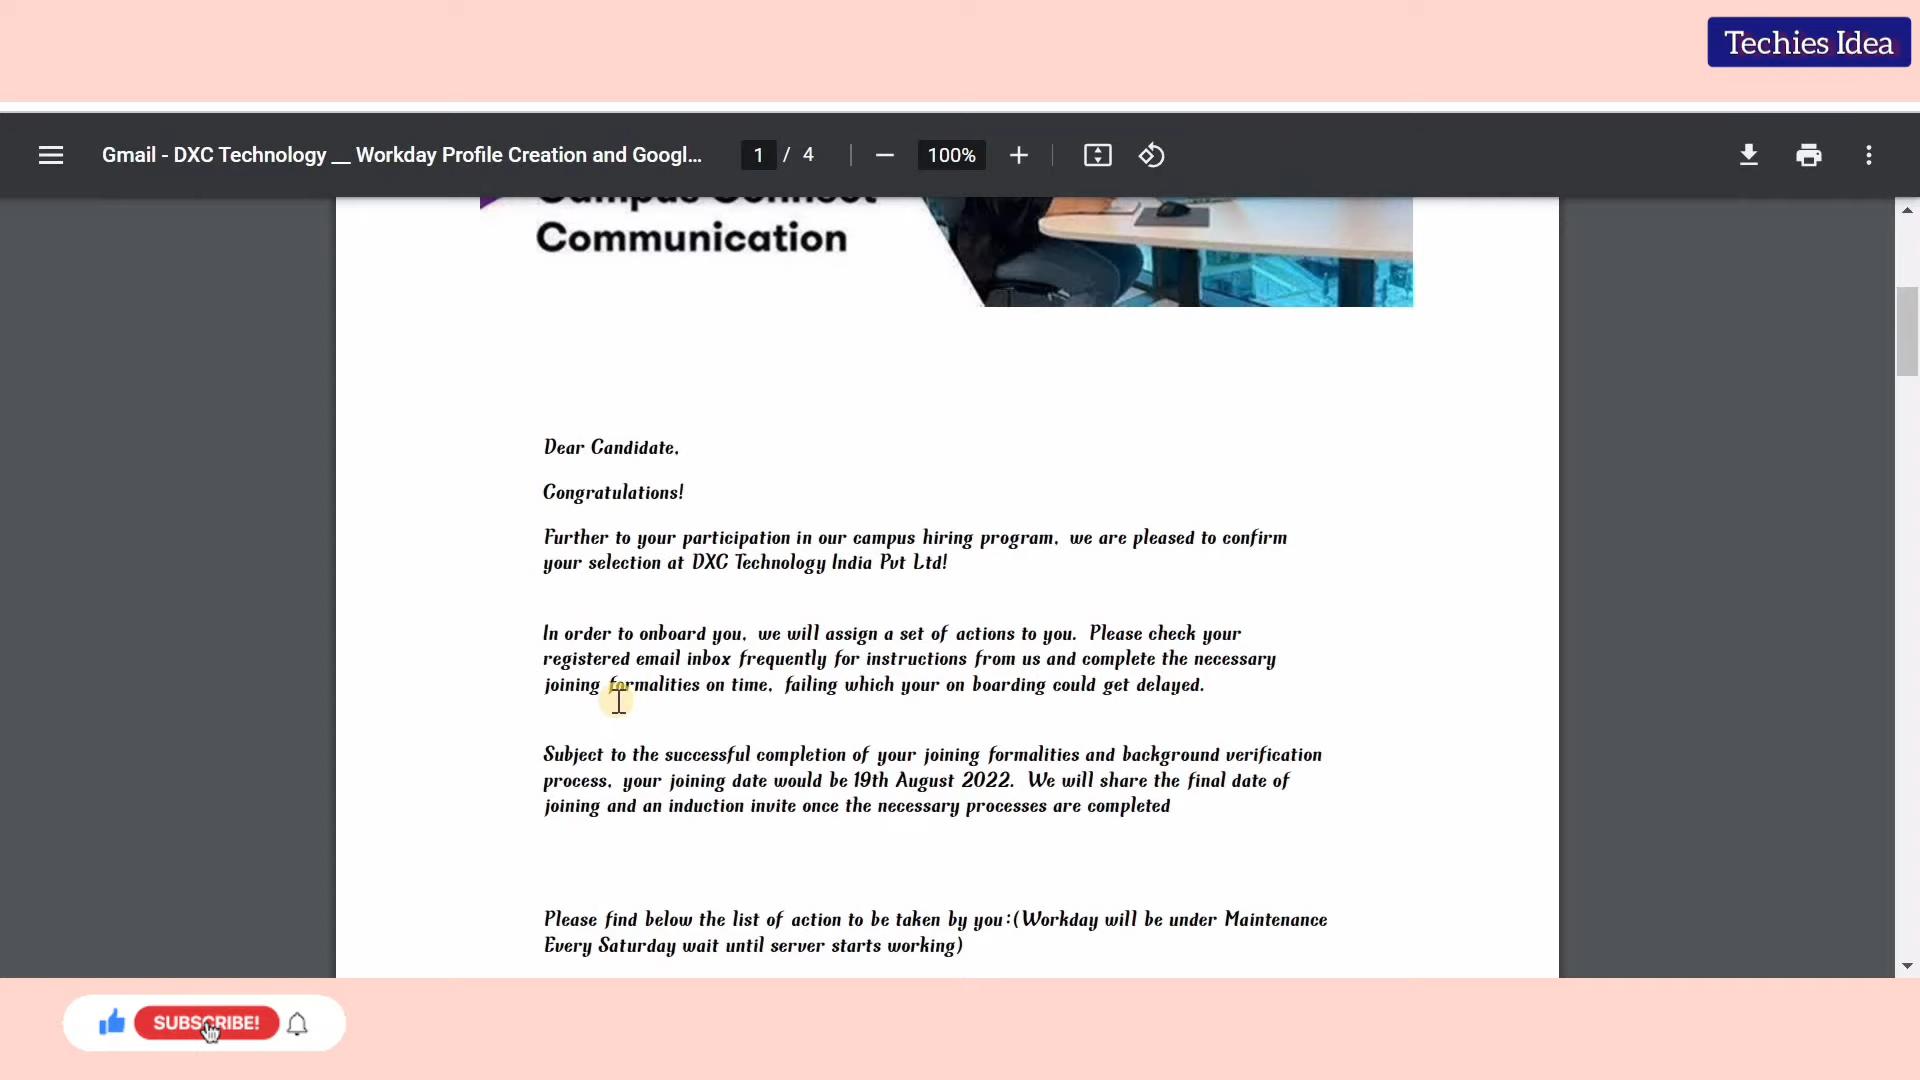 Techies Idea
Gmail - DXC Technology __ Workday Profile Creation and Googl...
1 / 4
100%
Campus Connect
Communication
Dear Candidate,
Congratulations!
Further to your participation in our campus hiring program, we are pleased to confirm
your selection at DXC Technology India Pvt Ltd!
In order to onboard you, we will assign a set of actions to you. Please check your
registered email inbox frequently for instructions from us and complete the necessary
joining formalities on time, failing which your on boarding could get delayed.
Subject to the successful completion of your joining formalities and background verification
process, your joining date would be 19th August 2022. We will share the final date of
joining and an induction invite once the necessary processes are completed
Please find below the list of action to be taken by you:(Workday will be under Maintenance
Every Saturday wait until server starts working)
SUBSCRIBE!